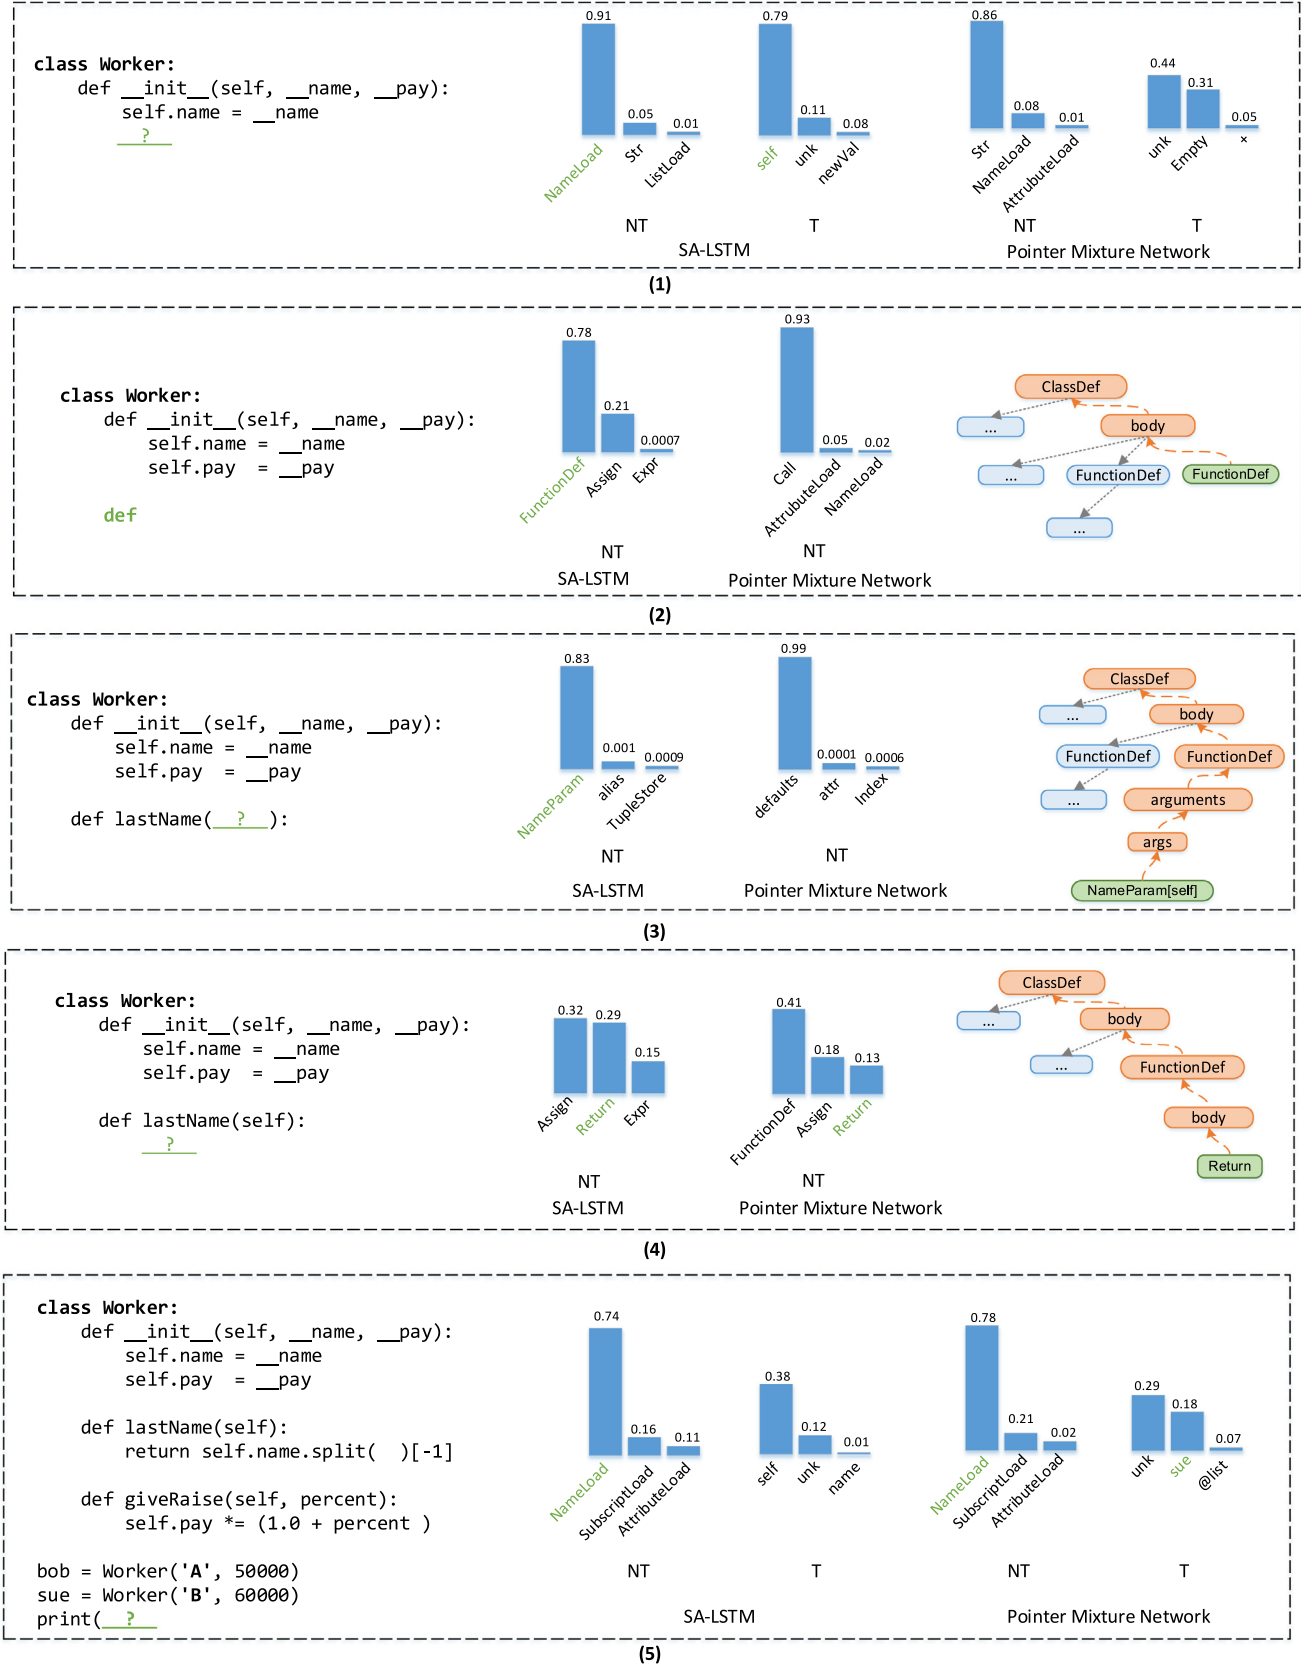 class Worker:
def __init__(self, __name, __pay):
self.name = __name
?
0.91
0.05
0.01
NameLoad
Str
ListLoad
NT
0.79
0.11
0.08
self
unk
newVal
T
SA-LSTM
0.86
0.08
0.01
Str
NameLoad
AttrubuteLoad
NT
0.44
0.31
0.05
unk
Empty
+
T
Pointer Mixture Network
(1)
class Worker:
def __init__(self, __name, __pay):
self.name = __name
self.pay  = __pay
def
0.78
0.21
0.0007
FunctionDef
Assign
Expr
NT
SA-LSTM
0.93
0.05
0.02
Call
AttrubuteLoad
NameLoad
NT
Pointer Mixture Network
ClassDef
...
body
...
FunctionDef
FunctionDef
...
(2)
class Worker:
def __init__(self, __name, __pay):
self.name = __name
self.pay  = __pay
def lastName(__?__):
0.83
0.001
0.0009
NameParam
alias
TupleStore
NT
SA-LSTM
0.99
0.0001
0.0006
defaults
attr
Index
NT
Pointer Mixture Network
ClassDef
...
body
FunctionDef
FunctionDef
...
arguments
args
NameParam[self]
(3)
class Worker:
def __init__(self, __name, __pay):
self.name = __name
self.pay  = __pay
def lastName(self):
?
0.32
0.29
0.15
Assign
Return
Expr
NT
SA-LSTM
0.41
0.18
0.13
FunctionDef
Assign
Return
NT
Pointer Mixture Network
ClassDef
...
body
...
FunctionDef
body
Return
(4)
class Worker:
def __init__(self, __name, __pay):
self.name = __name
self.pay  = __pay
def lastName(self):
return self.name.split(  )[-1]
def giveRaise(self, percent):
self.pay *= (1.0 + percent )
bob = Worker('A', 50000)
sue = Worker('B', 60000)
print(__?__
0.74
0.16
0.11
NameLoad
SubscriptLoad
AttributeLoad
NT
0.38
0.12
0.01
self
unk
name
T
SA-LSTM
0.78
0.21
0.02
NameLoad
SubscriptLoad
AttributeLoad
NT
0.29
0.18
0.07
unk
sue
@list
T
Pointer Mixture Network
(5)